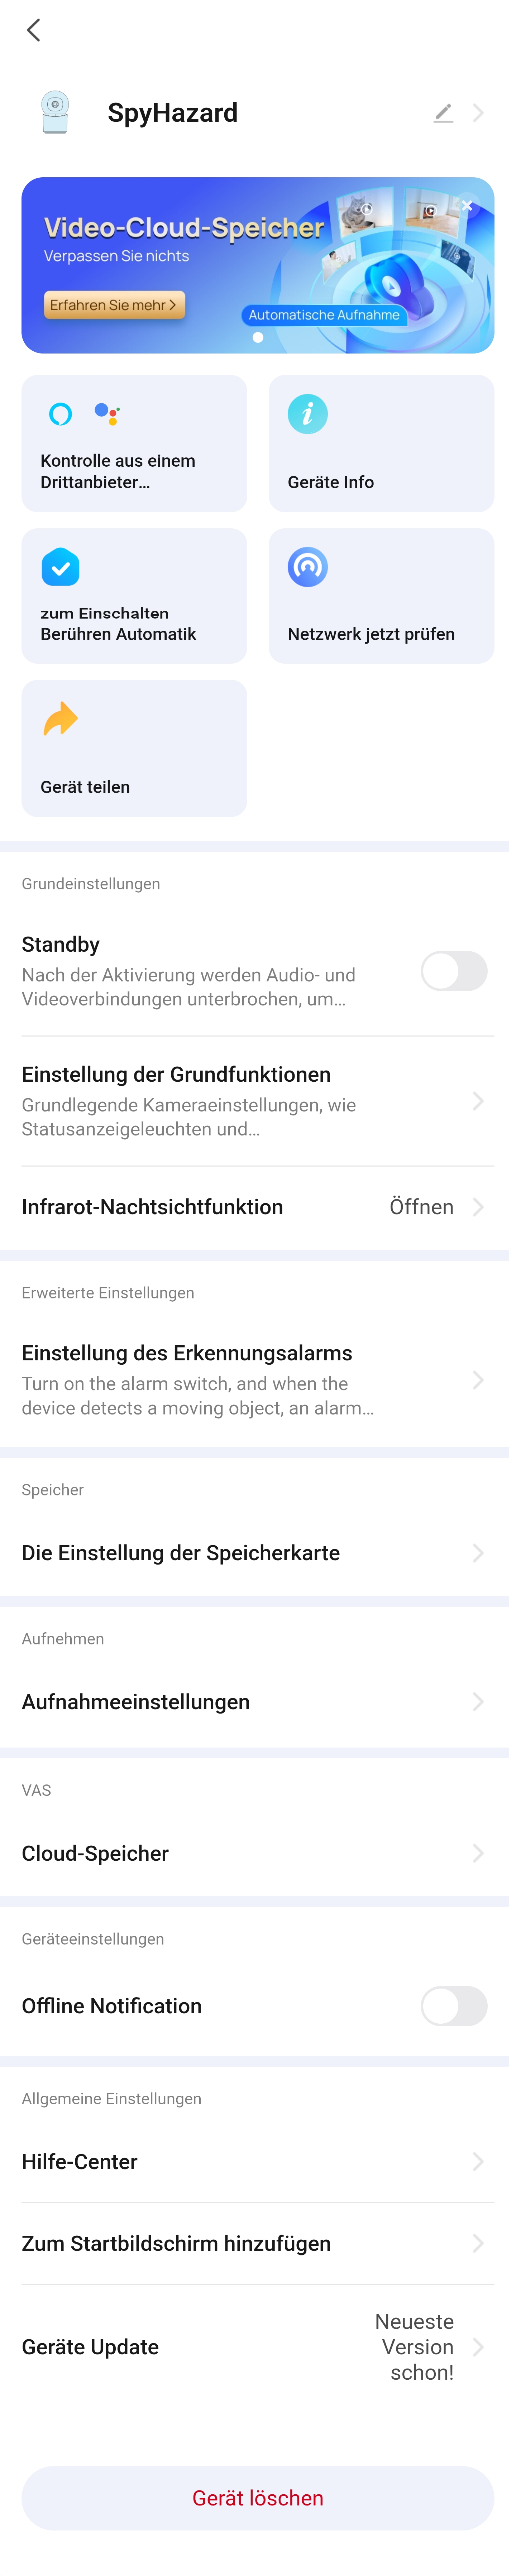 SpyHazard
Video-Cloud-Speicher
Verpassen Sie nichts
Erfahren Sie mehr
Automatische Aufnahme
Kontrolle aus einem
Drittanbieter...
Geräte Info
zum Einschalten
Berühren Automatik
Netzwerk jetzt prüfen
Gerät teilen
Grundeinstellungen
Standby
Nach der Aktivierung werden Audio- und
Videoverbindungen unterbrochen, um...
Einstellung der Grundfunktionen
Grundlegende Kameraeinstellungen, wie
Statusanzeigeleuchten und...
Infrarot-Nachtsichtfunktion
Öffnen
Erweiterte Einstellungen
Einstellung des Erkennungsalarms
Turn on the alarm switch, and when the
device detects a moving object, an alarm...
Speicher
Die Einstellung der Speicherkarte
Aufnehmen
Aufnahmeeinstellungen
VAS
Cloud-Speicher
Geräteeinstellungen
Offline Notification
Allgemeine Einstellungen
Hilfe-Center
Zum Startbildschirm hinzufügen
Geräte Update
Neueste
Version
schon!
Gerät löschen